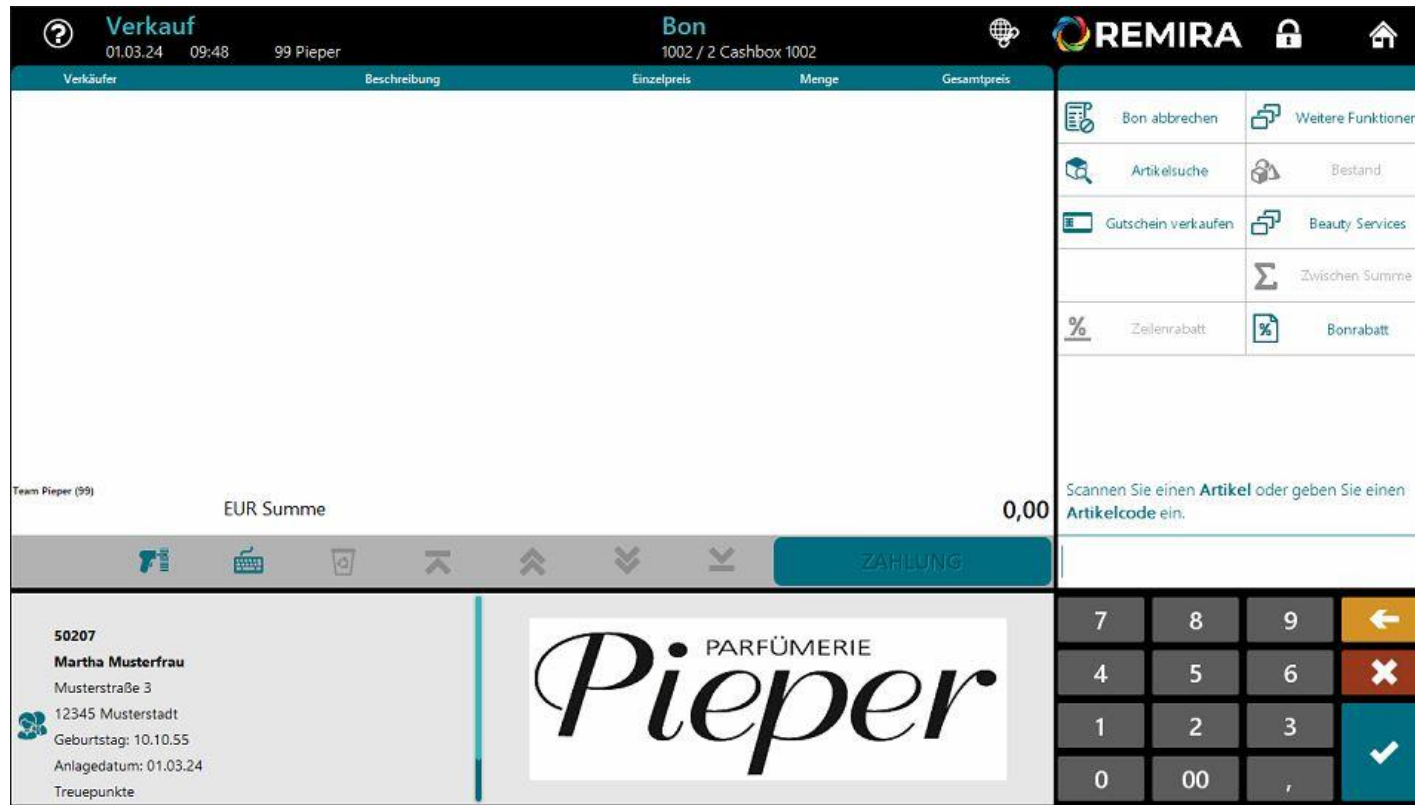 Verkauf
01.03.24 09:48 99 Pieper
Bon
1002 / 2 Cashbox 1002
REMIRA
Verkäufer Beschreibung Einzelpreis Menge Gesamtpreis
Bon abbrechen Weitere Funktionen
Artikelsuche Bestand
Gutschein verkaufen Beauty Services
Zwischen Summe
Zeilenrabatt Bonrabatt
Team Pieper (99)
EUR Summe 0,00
Scannen Sie einen Artikel oder geben Sie einen
Artikelcode ein.
ZAHLUNG
50207
Martha Musterfrau
Musterstraße 3
12345 Musterstadt
Geburtstag: 10.10.55
Anlagedatum: 01.03.24
Treuepunkte
PARFÜMERIE
Pieper
7 8 9
4 5 6
1 2 3
0 00 ,